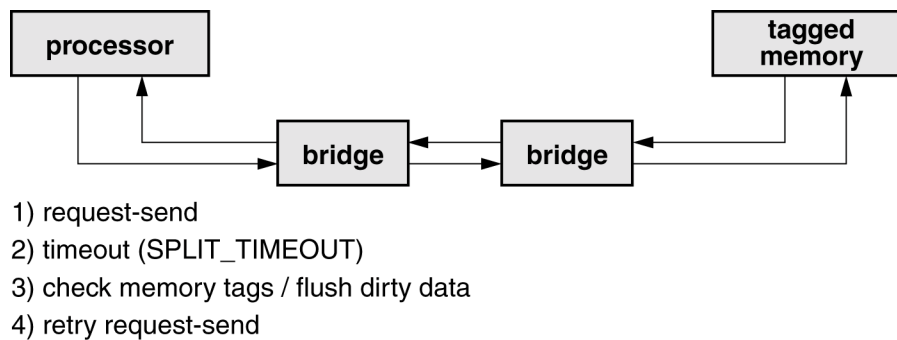 processor
tagged
memory
bridge
bridge
1) request-send
2) timeout (SPLIT_TIMEOUT)
3) check memory tags / flush dirty data
4) retry request-send